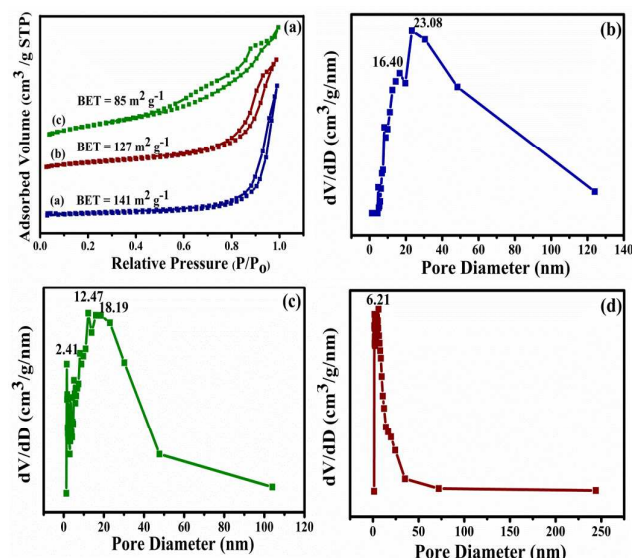 (a)
BET = 85 m² g⁻¹
(c)
BET = 127 m² g⁻¹
(b)
(a) BET = 141 m² g⁻¹
0.0 0.2 0.4 0.6 0.8 1.0
Relative Pressure (P/P₀)
Adsorbed Volume (cm³ /g STP)
(b)
23.08
16.40
0 20 40 60 80 100 120 140
Pore Diameter (nm)
dV/dD (cm³/g/nm)
(c)
12.47
18.19
2.41
0 20 40 60 80 100 120
Pore Diameter (nm)
dV/dD (cm³/g/nm)
(d)
6.21
0 50 100 150 200 250
Pore Diameter (nm)
dV/dD (cm³/g/nm)